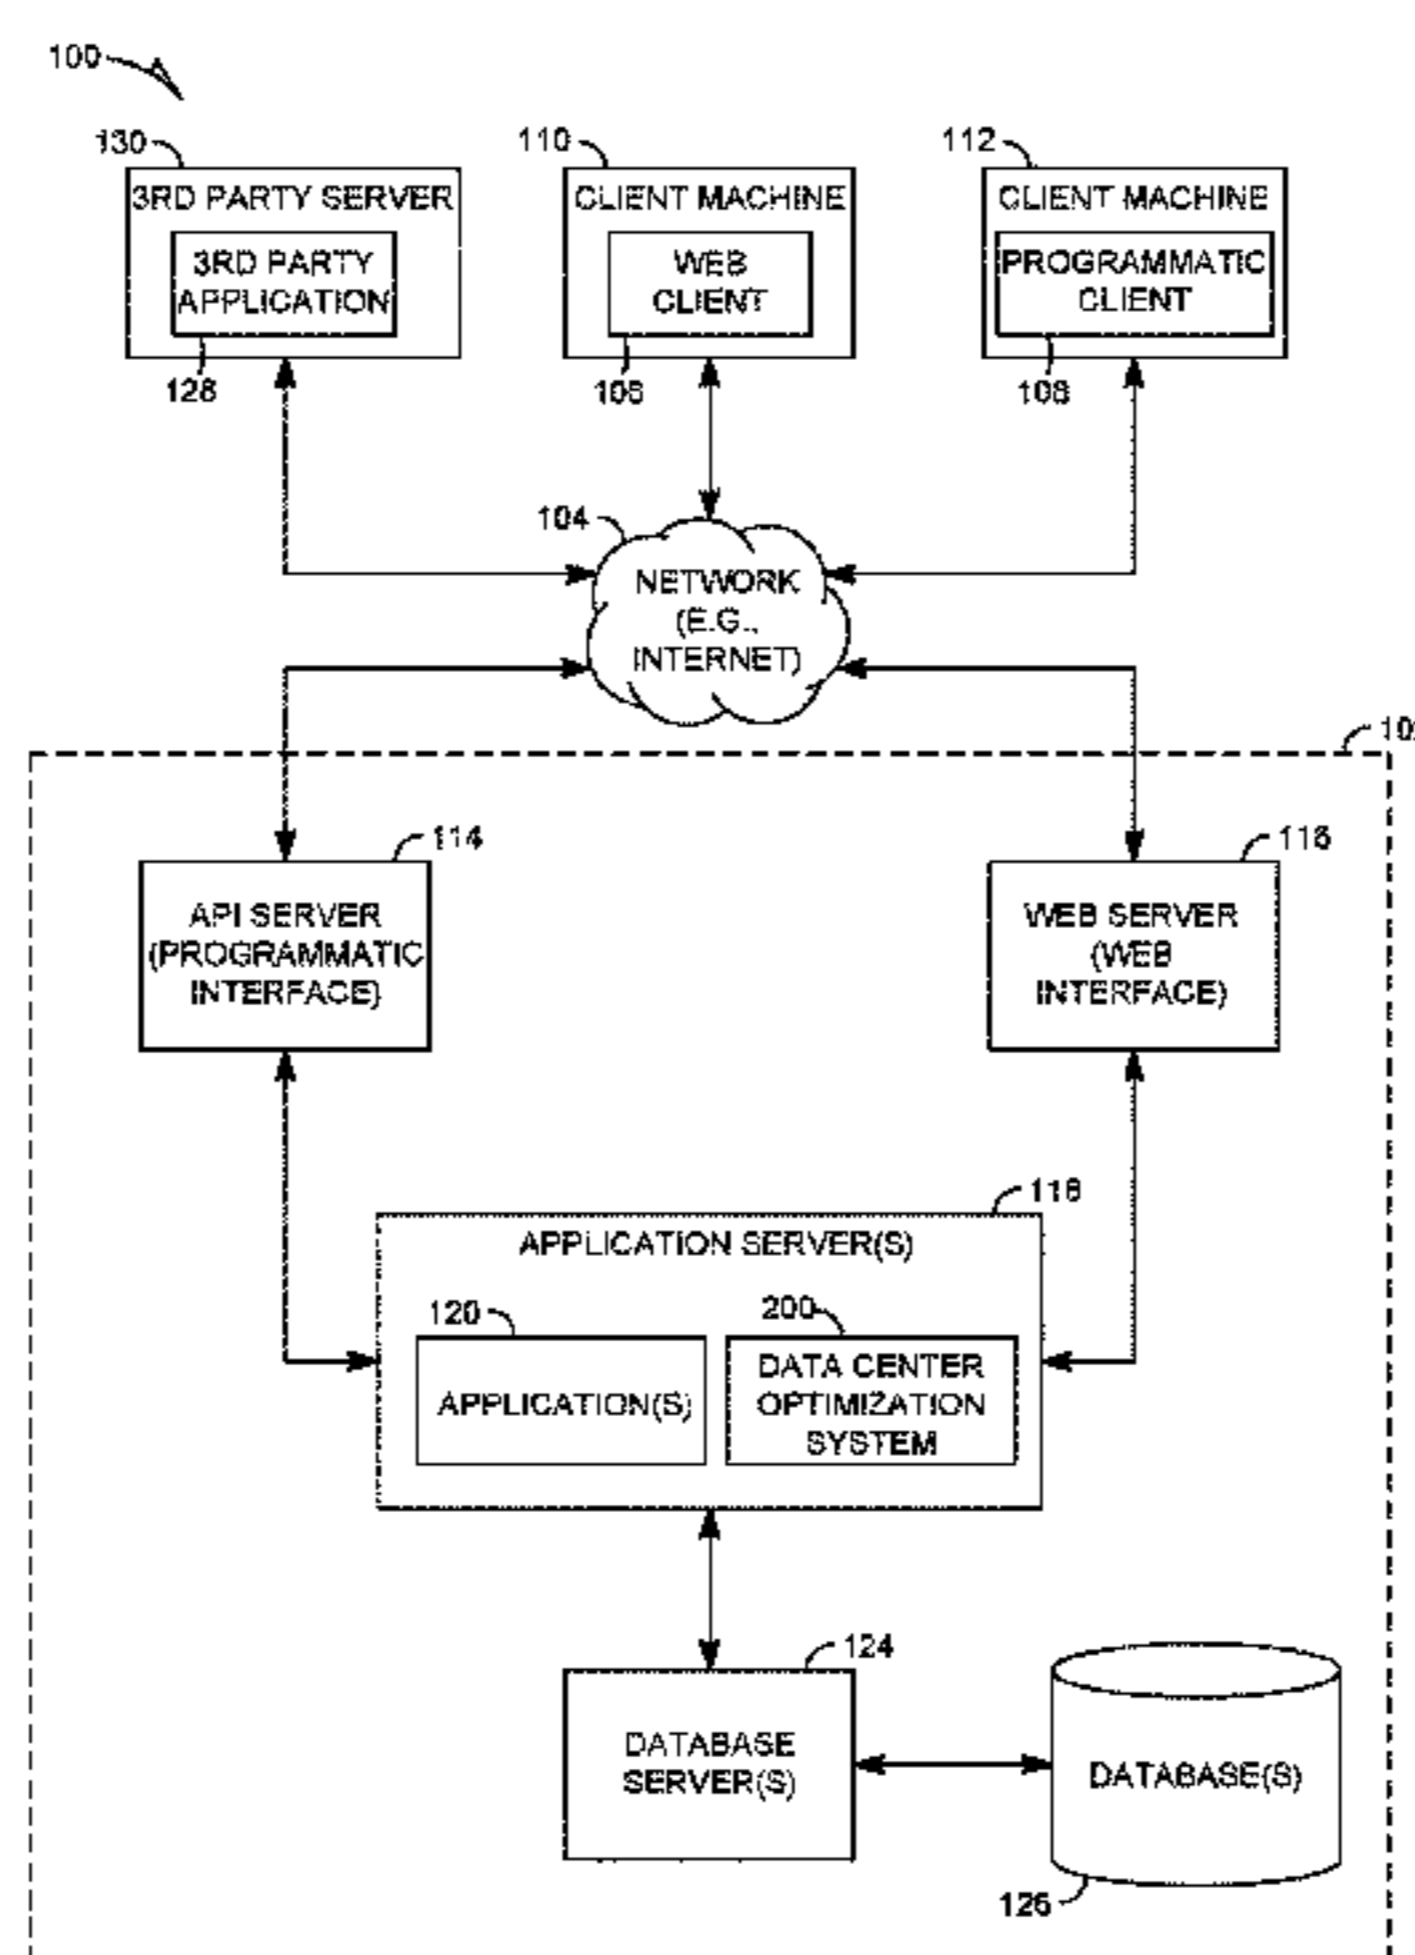 100
130
110
112
3RD PARTY SERVER
3RD PARTY
APPLICATION
128
CLIENT MACHINE
WEB
CLIENT
106
CLIENT MACHINE
PROGRAMMATIC
CLIENT
108
104
NETWORK
(E.G.,
INTERNET)
114
API SERVER
(PROGRAMMATIC
INTERFACE)
116
WEB SERVER
(WEB
INTERFACE)
118
APPLICATION SERVER(S)
120
APPLICATION(S)
200
DATA CENTER
OPTIMIZATION
SYSTEM
124
DATABASE
SERVER(S)
DATABASE(S)
126